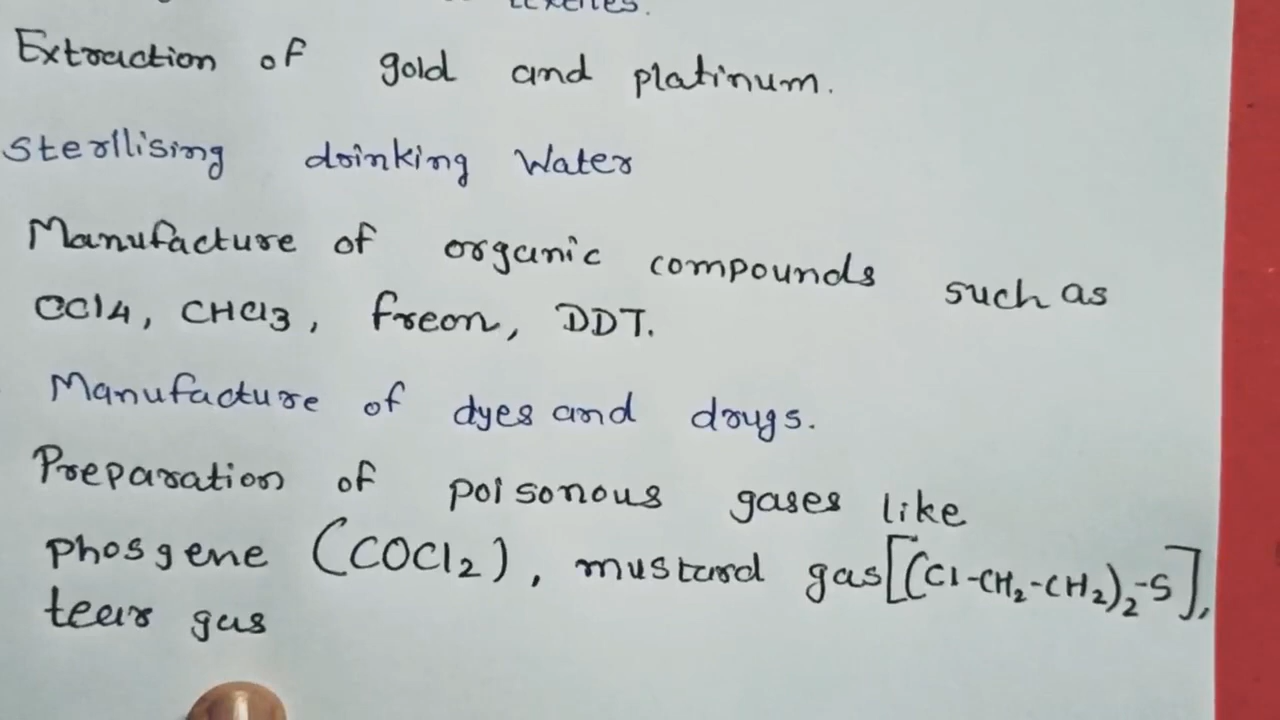 Extraction of gold and platinum.
Sterllising drinking Water
Manufacture of organic compounds such as
CCl4, CHCl3, freon, DDT.
Manufacture of dyes and drugs.
Preparation of poisonous gases like
phosgene (COCl2), mustard gas[(Cl-CH2-CH2)2-S],
tear gas